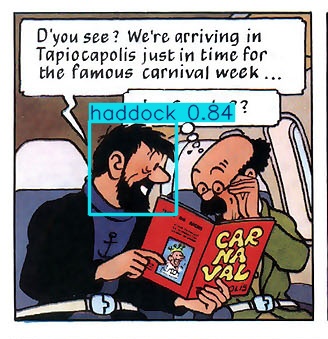 D'you see? We're arriving in
Tapiocapolis just in time for
the famous carnival week...
haddock 0.84
?
CAR
NA
VAL